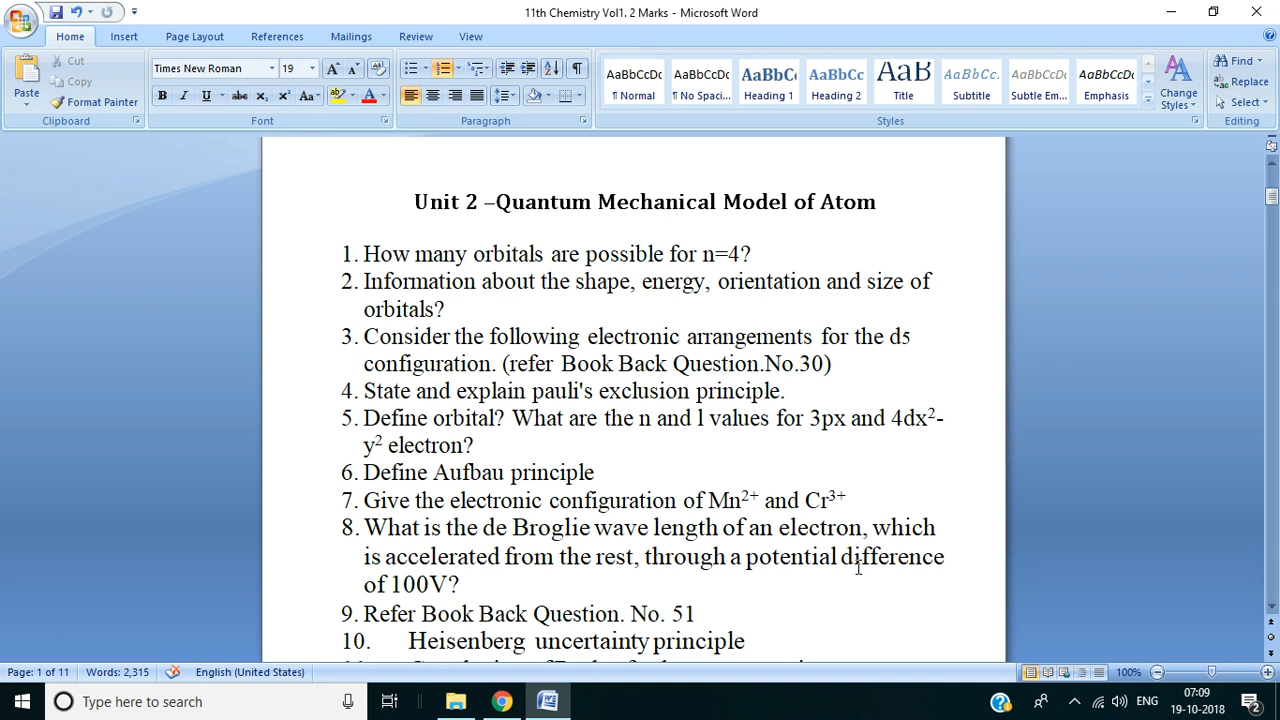 11th Chemistry Vol1. 2 Marks - Microsoft Word
Home Insert Page Layout References Mailings Review View
Paste
Cut
Copy
Format Painter
Clipboard
Times New Roman 19
Font
Paragraph
AaBbCcDc AaBbCcDc AaBbC AaBbCc AaB AaBbCc. AaBbCcDc AaBbCcDc
¶ Normal ¶ No Spaci... Heading 1 Heading 2 Title Subtitle Subtle Em... Emphasis
Change
Styles
Styles
Find
Replace
Select
Editing
Unit 2 –Quantum Mechanical Model of Atom
1. How many orbitals are possible for n=4?
2. Information about the shape, energy, orientation and size of
orbitals?
3. Consider the following electronic arrangements for the d5
configuration. (refer Book Back Question.No.30)
4. State and explain pauli's exclusion principle.
5. Define orbital? What are the n and l values for 3px and 4dx²-
y² electron?
6. Define Aufbau principle
7. Give the electronic configuration of Mn²⁺ and Cr³⁺
8. What is the de Broglie wave length of an electron, which
is accelerated from the rest, through a potential difference
of 100V?
9. Refer Book Back Question. No. 51
10. Heisenberg uncertainty principle
Page: 1 of 11 Words: 2,315 English (United States) 100%
Type here to search
ENG
07:09
19-10-2018
2